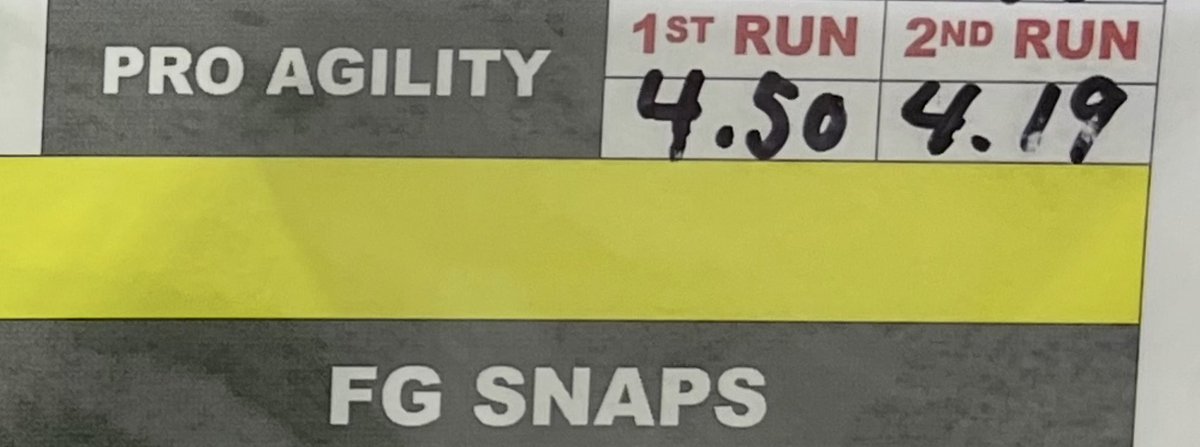 1ST RUN 2ND RUN
PRO AGILITY 4.50 4.19
FG SNAPS